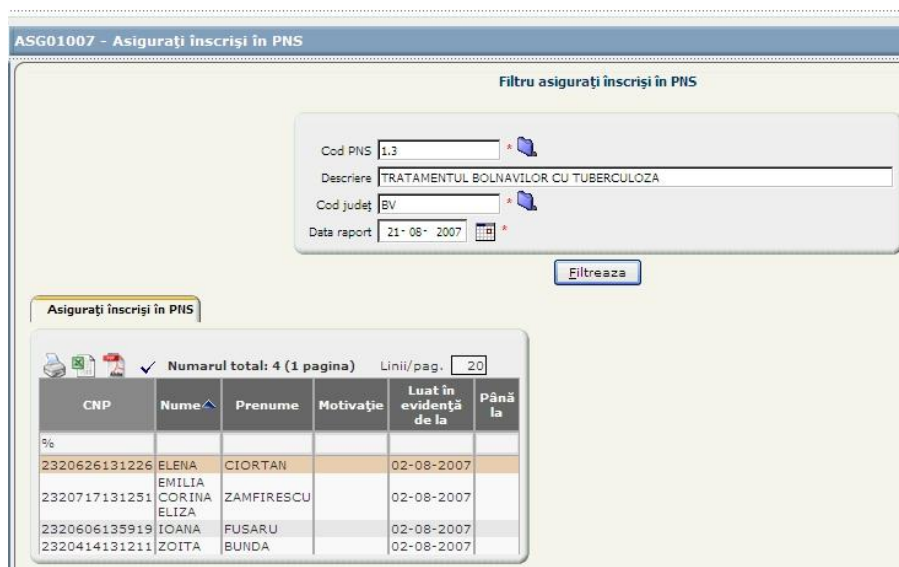 ASG01007 - Asiguraţi înscrişi în PNS
Filtru asiguraţi înscrişi în PNS
Cod PNS 1.3 *
Descriere TRATAMENTUL BOLNAVILOR CU TUBERCULOZA
Cod judeţ BV *
Data raport 21-08- 2007 *
Filtreaza
Asiguraţi înscrişi în PNS
Numarul total: 4 (1 pagina) Linii/pag. 20
CNP Nume Prenume Motivaţie Luat în evidenţă de la Până la
%
2320626131226 ELENA CIORTAN 02-08-2007
2320717131251 EMILIA CORINA ELIZA ZAMFIRESCU 02-08-2007
2320606135919 IOANA FUSARU 02-08-2007
2320414131211 ZOITA BUNDA 02-08-2007